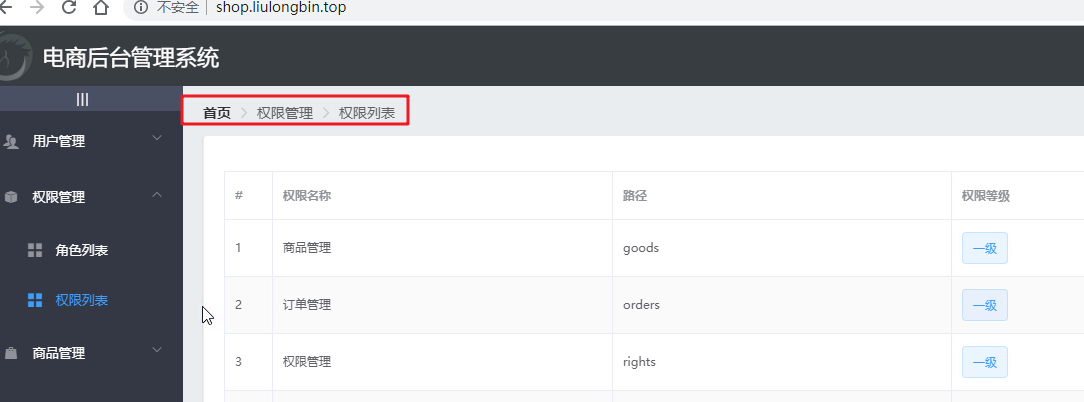 不安全 shop.liulongbin.top
电商后台管理系统
首页 权限管理 权限列表
用户管理
权限管理
角色列表
权限列表
商品管理
# 权限名称 路径 权限等级
1 商品管理 goods 一级
2 订单管理 orders 一级
3 权限管理 rights 一级